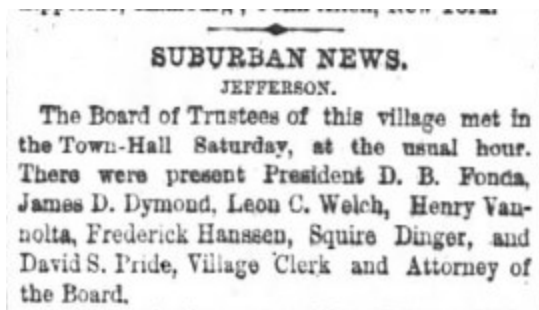 New York.
SUBURBAN NEWS.
JEFFERSON.
The Board of Trustees of this village met in
the Town-Hall Saturday, at the usual hour.
There were present President D. B. Fonda,
James D. Dymond, Leon C. Welch, Henry Van-
nolta, Frederick Hanssen, Squire Dinger, and
David S. Pride, Village Clerk and Attorney of
the Board.